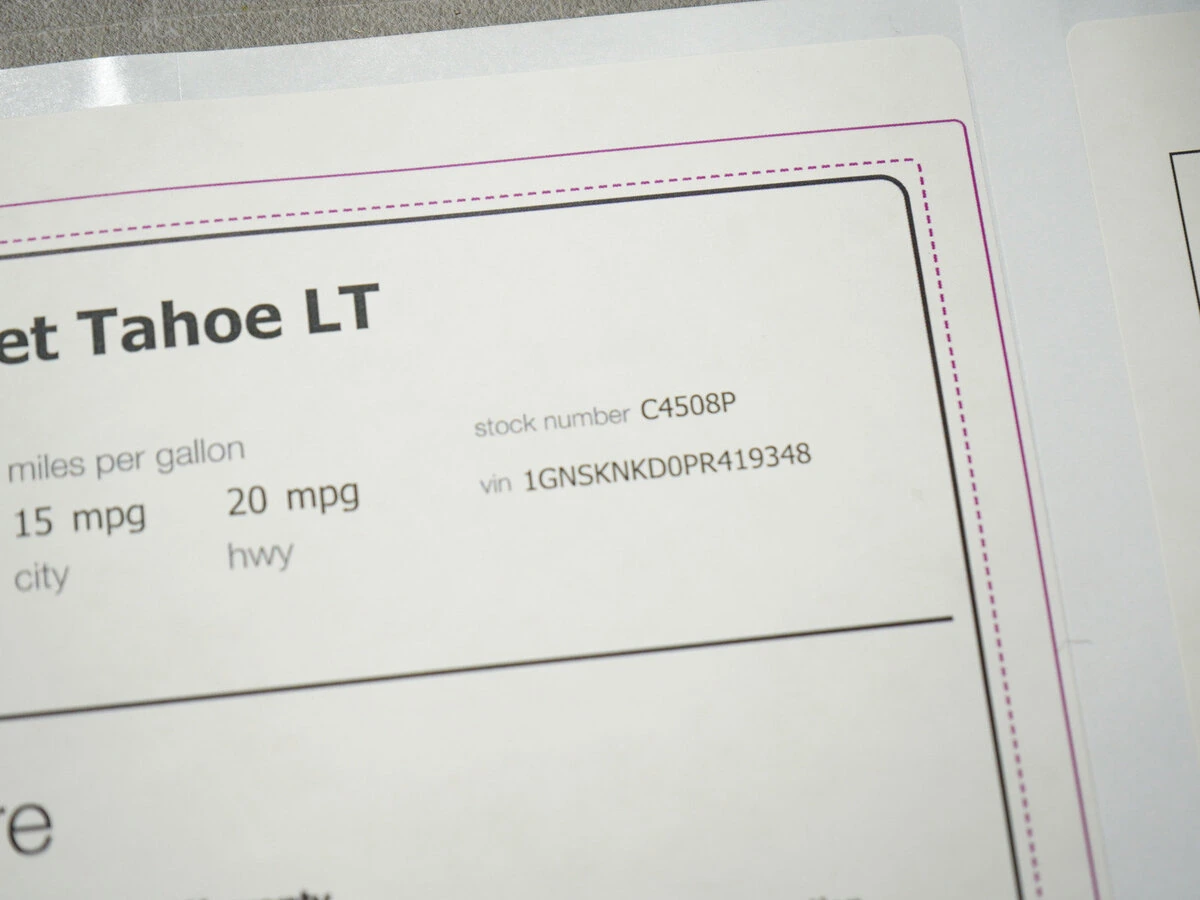 et Tahoe LT
miles per gallon
15 mpg
20 mpg
city
hwy
stock number C4508P
vin 1GNSKNKD0PR419348
re